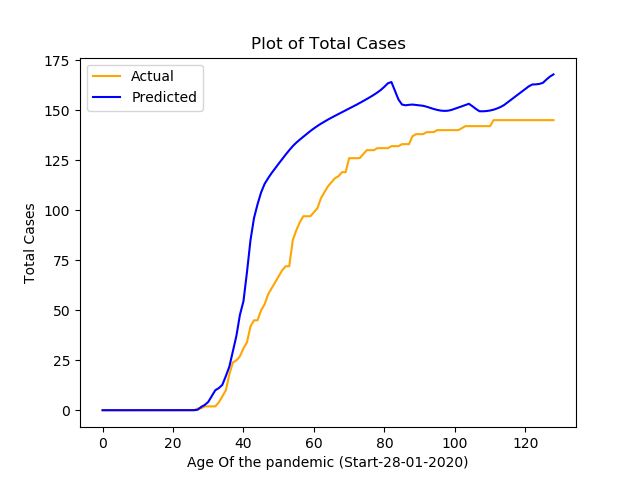 Plot of Total Cases
Actual
Predicted
Total Cases
175
150
125
100
75
50
25
0
0 20 40 60 80 100 120
Age Of the pandemic (Start-28-01-2020)